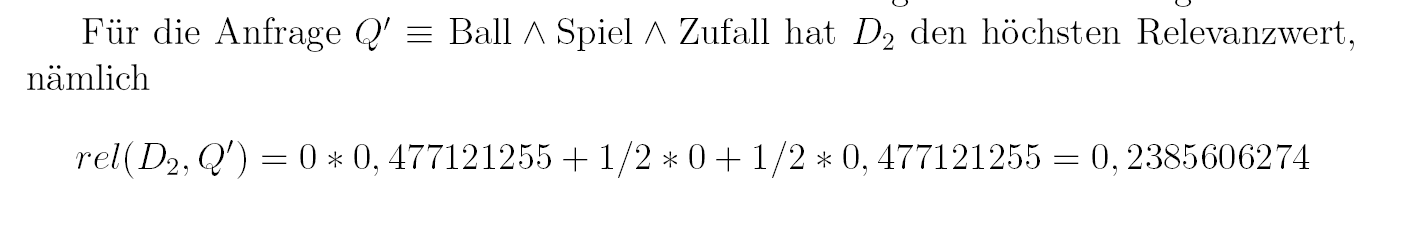 Für die Anfrage Q′ ≡ Ball ∧ Spiel ∧ Zufall hat D₂ den höchsten Relevanzwert,
nämlich
rel(D₂, Q′) = 0 ∗ 0, 477121255 + 1/2 ∗ 0 + 1/2 ∗ 0, 477121255 = 0, 2385606274